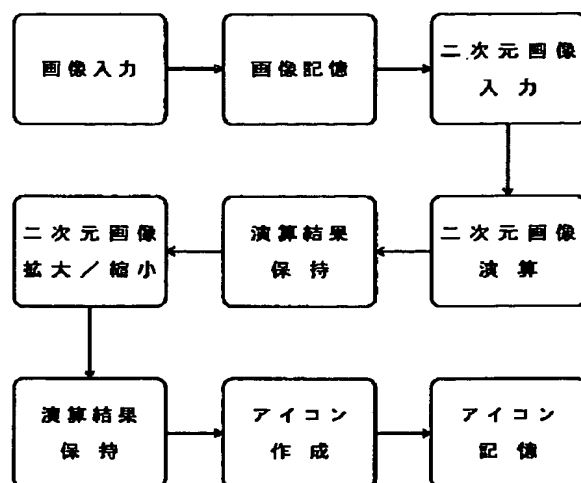 画像入力
画像記憶
二次元画像
入力
二次元画像
演算
演算結果
保持
二次元画像
拡大／縮小
演算結果
保持
アイコン
作成
アイコン
記憶